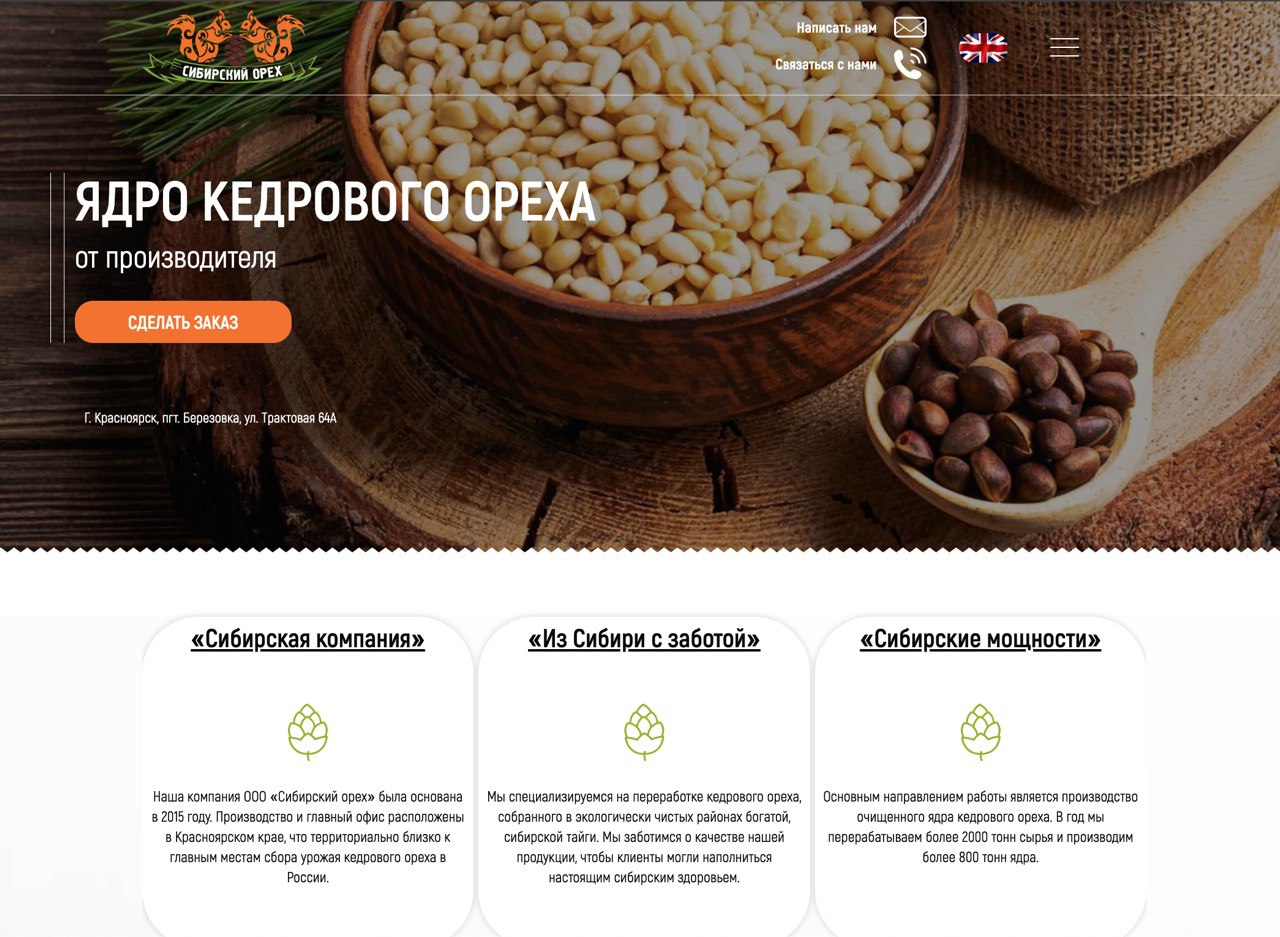 СИБИРСКИЙ ОРЕХ
Написать нам
Связаться с нами
ЯДРО КЕДРОВОГО ОРЕХА
от производителя
СДЕЛАТЬ ЗАКАЗ
Г. Красноярск, пгт. Березовка, ул. Трактовая 64А
«Сибирская компания»
Наша компания ООО «Сибирский орех» была основана
в 2015 году. Производство и главный офис расположены
в Красноярском крае, что территориально близко к
главным местам сбора урожая кедрового ореха в
России.
«Из Сибири с заботой»
Мы специализируемся на переработке кедрового ореха,
собранного в экологически чистых районах богатой,
сибирской тайги. Мы заботимся о качестве нашей
продукции, чтобы клиенты могли наполниться
настоящим сибирским здоровьем.
«Сибирские мощности»
Основным направлением работы является производство
очищенного ядра кедрового ореха. В год мы
перерабатываем более 2000 тонн сырья и производим
более 800 тонн ядра.